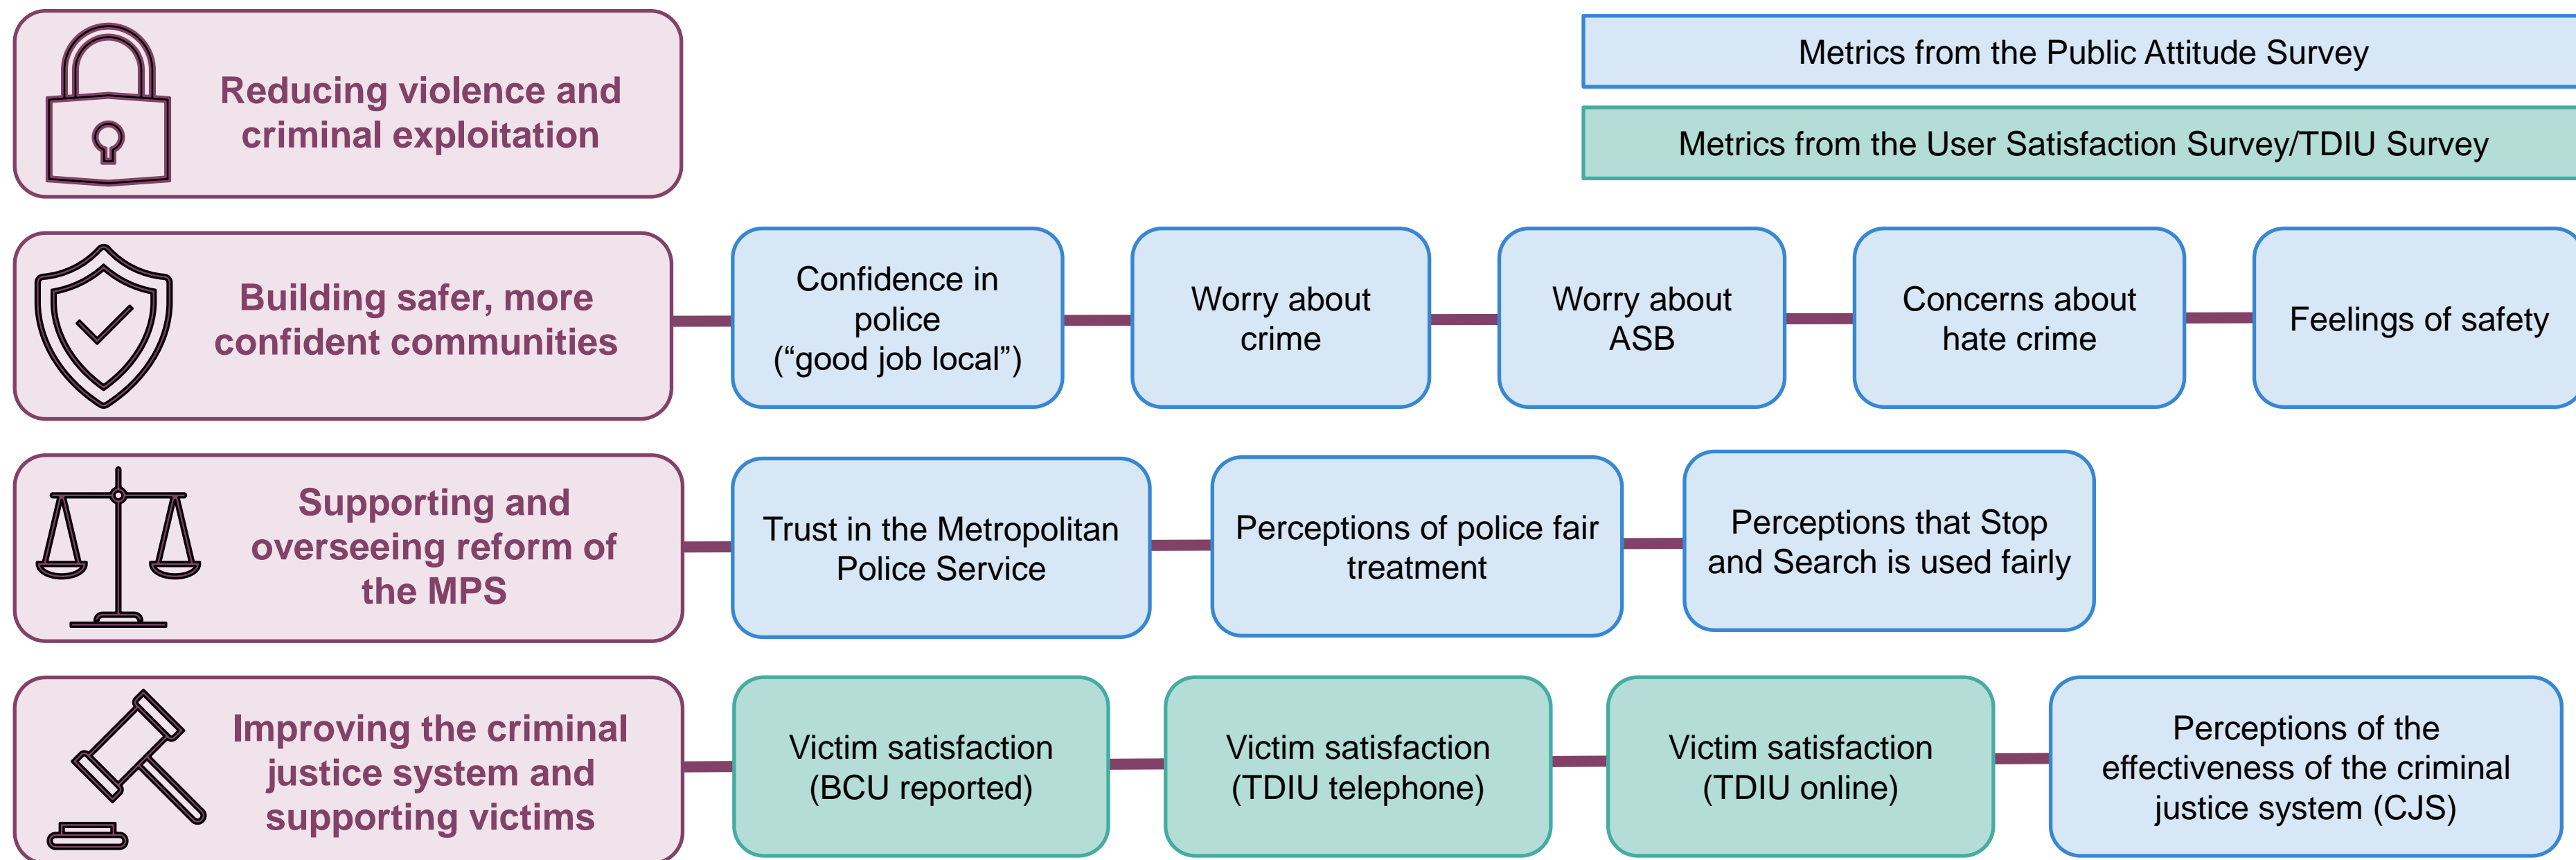 Reducing violence and
criminal exploitation
Metrics from the Public Attitude Survey
Metrics from the User Satisfaction Survey/TDIU Survey
Building safer, more
confident communities
Confidence in
police
(“good job local”)
Worry about
crime
Worry about
ASB
Concerns about
hate crime
Feelings of safety
Supporting and
overseeing reform of
the MPS
Trust in the Metropolitan
Police Service
Perceptions of police fair
treatment
Perceptions that Stop
and Search is used fairly
Improving the criminal
justice system and
supporting victims
Victim satisfaction
(BCU reported)
Victim satisfaction
(TDIU telephone)
Victim satisfaction
(TDIU online)
Perceptions of the
effectiveness of the criminal
justice system (CJS)